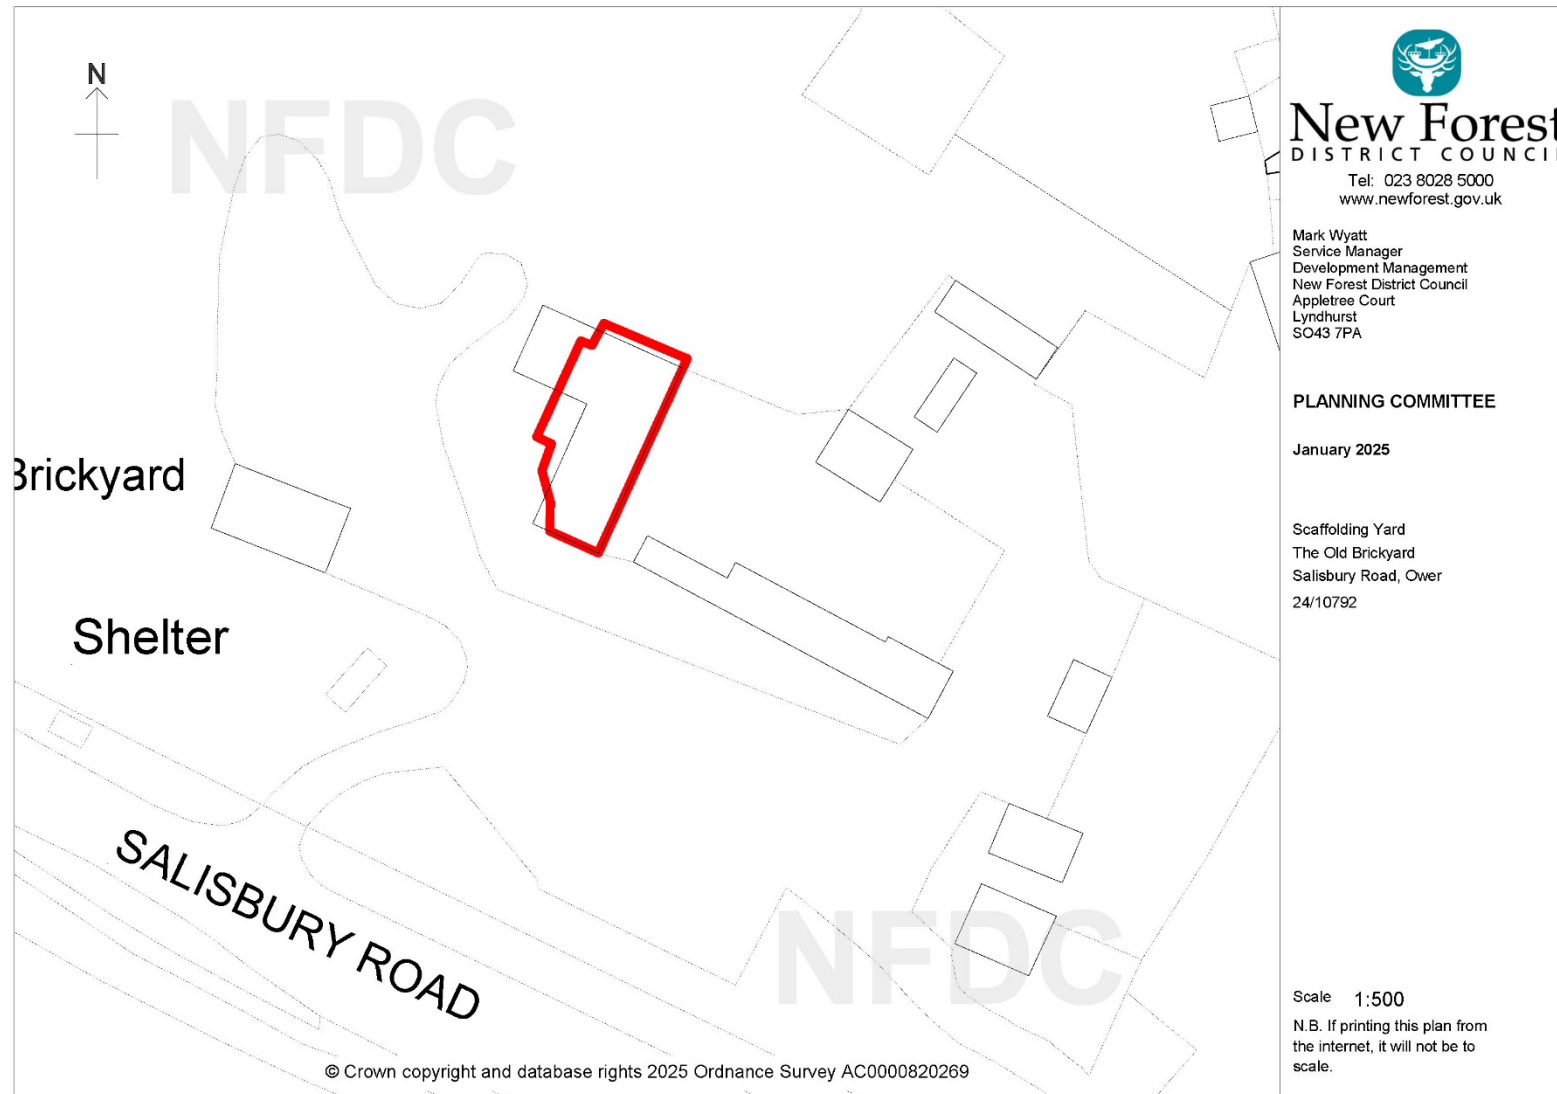 N
NFDC
Brickyard
Shelter
SALISBURY ROAD
NFDC
© Crown copyright and database rights 2025 Ordnance Survey AC0000820269
New Forest
DISTRICT COUNCI
Tel: 023 8028 5000
www.newforest.gov.uk
Mark Wyatt
Service Manager
Development Management
New Forest District Council
Appletree Court
Lyndhurst
SO43 7PA
PLANNING COMMITTEE
January 2025
Scaffolding Yard
The Old Brickyard
Salisbury Road, Ower
24/10792
Scale 1:500
N.B. If printing this plan from
the internet, it will not be to
scale.